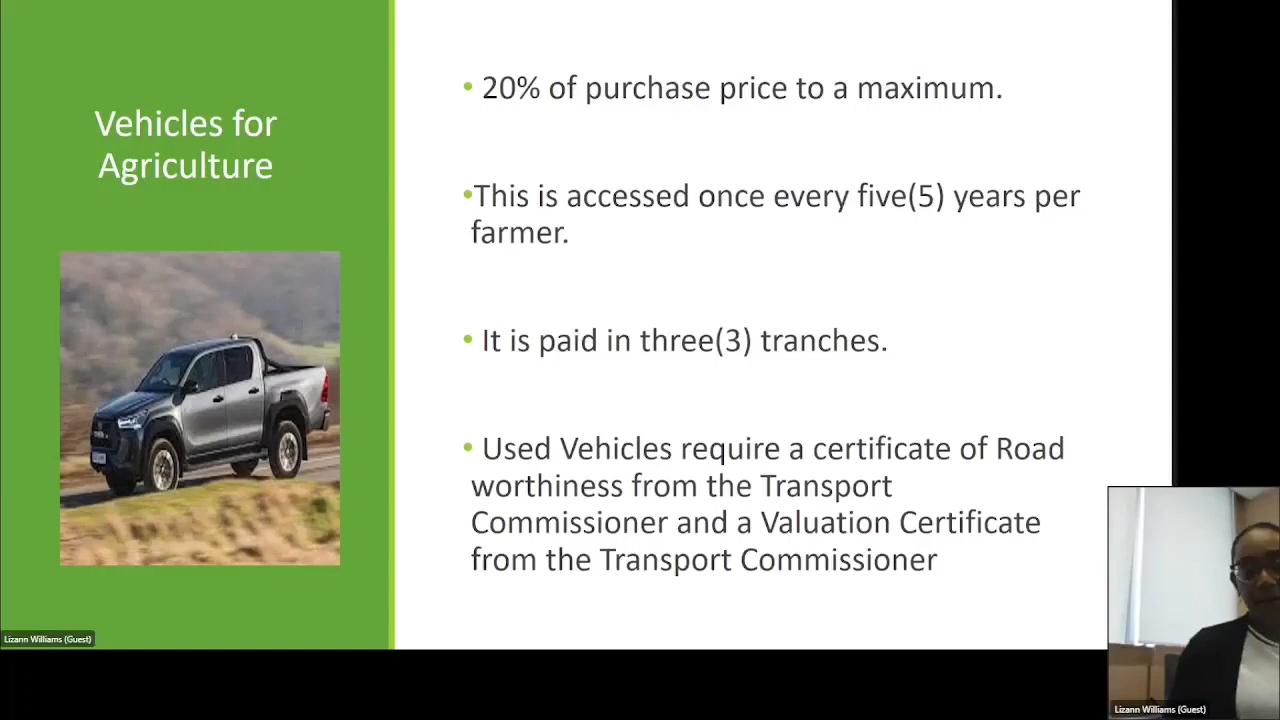 Vehicles for
Agriculture
• 20% of purchase price to a maximum.
•This is accessed once every five(5) years per
farmer.
• It is paid in three(3) tranches.
• Used Vehicles require a certificate of Road
worthiness from the Transport
Commissioner and a Valuation Certificate
from the Transport Commissioner
Lizann Williams (Guest)
Lizann Williams (Guest)